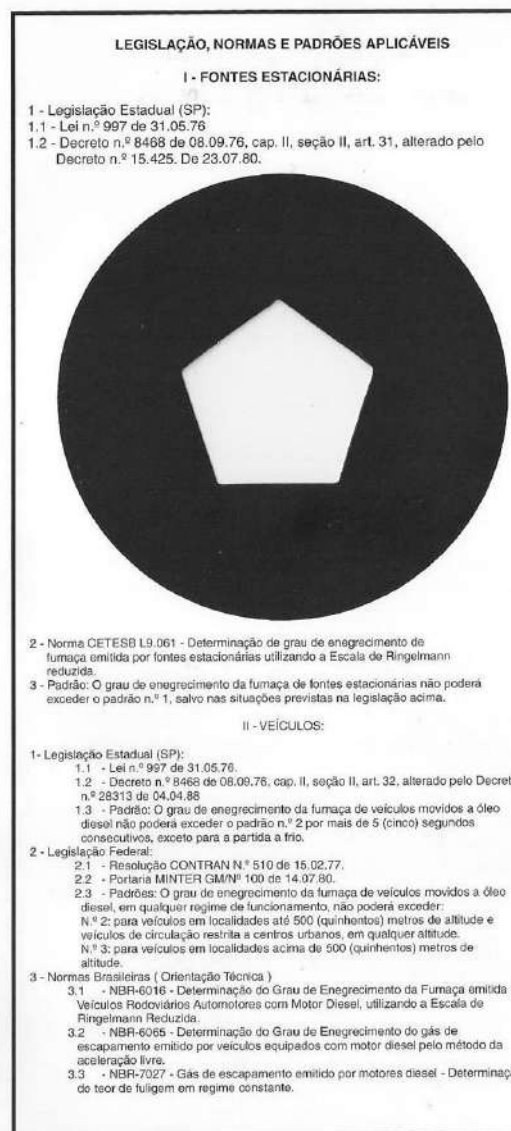 LEGISLAÇÃO, NORMAS E PADRÕES APLICÁVEIS
I - FONTES ESTACIONÁRIAS:
1 - Legislação Estadual (SP):
1.1 - Lei n.º 997 de 31.05.76
1.2 - Decreto n.º 8468 de 08.09.76, cap. II, seção II, art. 31, alterado pelo
Decreto n.º 15.425. De 23.07.80.
2 - Norma CETESB L9.061 - Determinação de grau de enegrecimento de
fumaça emitida por fontes estacionárias utilizando a Escala de Ringelmann
reduzida.
3 - Padrão: O grau de enegrecimento da fumaça de fontes estacionárias não poderá
exceder o padrão n.º 1, salvo nas situações previstas na legislação acima.
II - VEÍCULOS:
1- Legislação Estadual (SP):
1.1 - Lei n.º 997 de 31.05.76.
1.2 - Decreto n.º 8468 de 08.09.76, cap. II, seção II, art. 32, alterado pelo Decret
n.º 28313 de 04.04.88
1.3 - Padrão: O grau de enegrecimento da fumaça de veículos movidos a óleo
diesel não poderá exceder o padrão n.º 2 por mais de 5 (cinco) segundos
consecutivos, exceto para a partida a frio.
2 - Legislação Federal:
2.1 - Resolução CONTRAN N.º 510 de 15.02.77.
2.2 - Portaria MINTER GM/Nº 100 de 14.07.80.
2.3 - Padrões: O grau de enegrecimento da fumaça de veículos movidos a óleo
diesel, em qualquer regime de funcionamento, não poderá exceder:
N.º 2: para veículos em localidades até 500 (quinhentos) metros de altitude e
veículos de circulação restrita a centros urbanos, em qualquer altitude.
N.º 3: para veículos em localidades acima de 500 (quinhentos) metros de
altitude.
3 - Normas Brasileiras ( Orientação Técnica )
3.1 - NBR-6016 - Determinação do Grau de Enegrecimento da Fumaça emitida
Veículos Rodoviários Automotores com Motor Diesel, utilizando a Escala de
Ringelmann Reduzida.
3.2 - NBR-6065 - Determinação do Grau de Enegrecimento do gás de
escapamento emitido por veículos equipados com motor diesel pelo método da
aceleração livre.
3.3 - NBR-7027 - Gás de escapamento emitido por motores diesel - Determinaç
do teor de fuligem em regime constante.